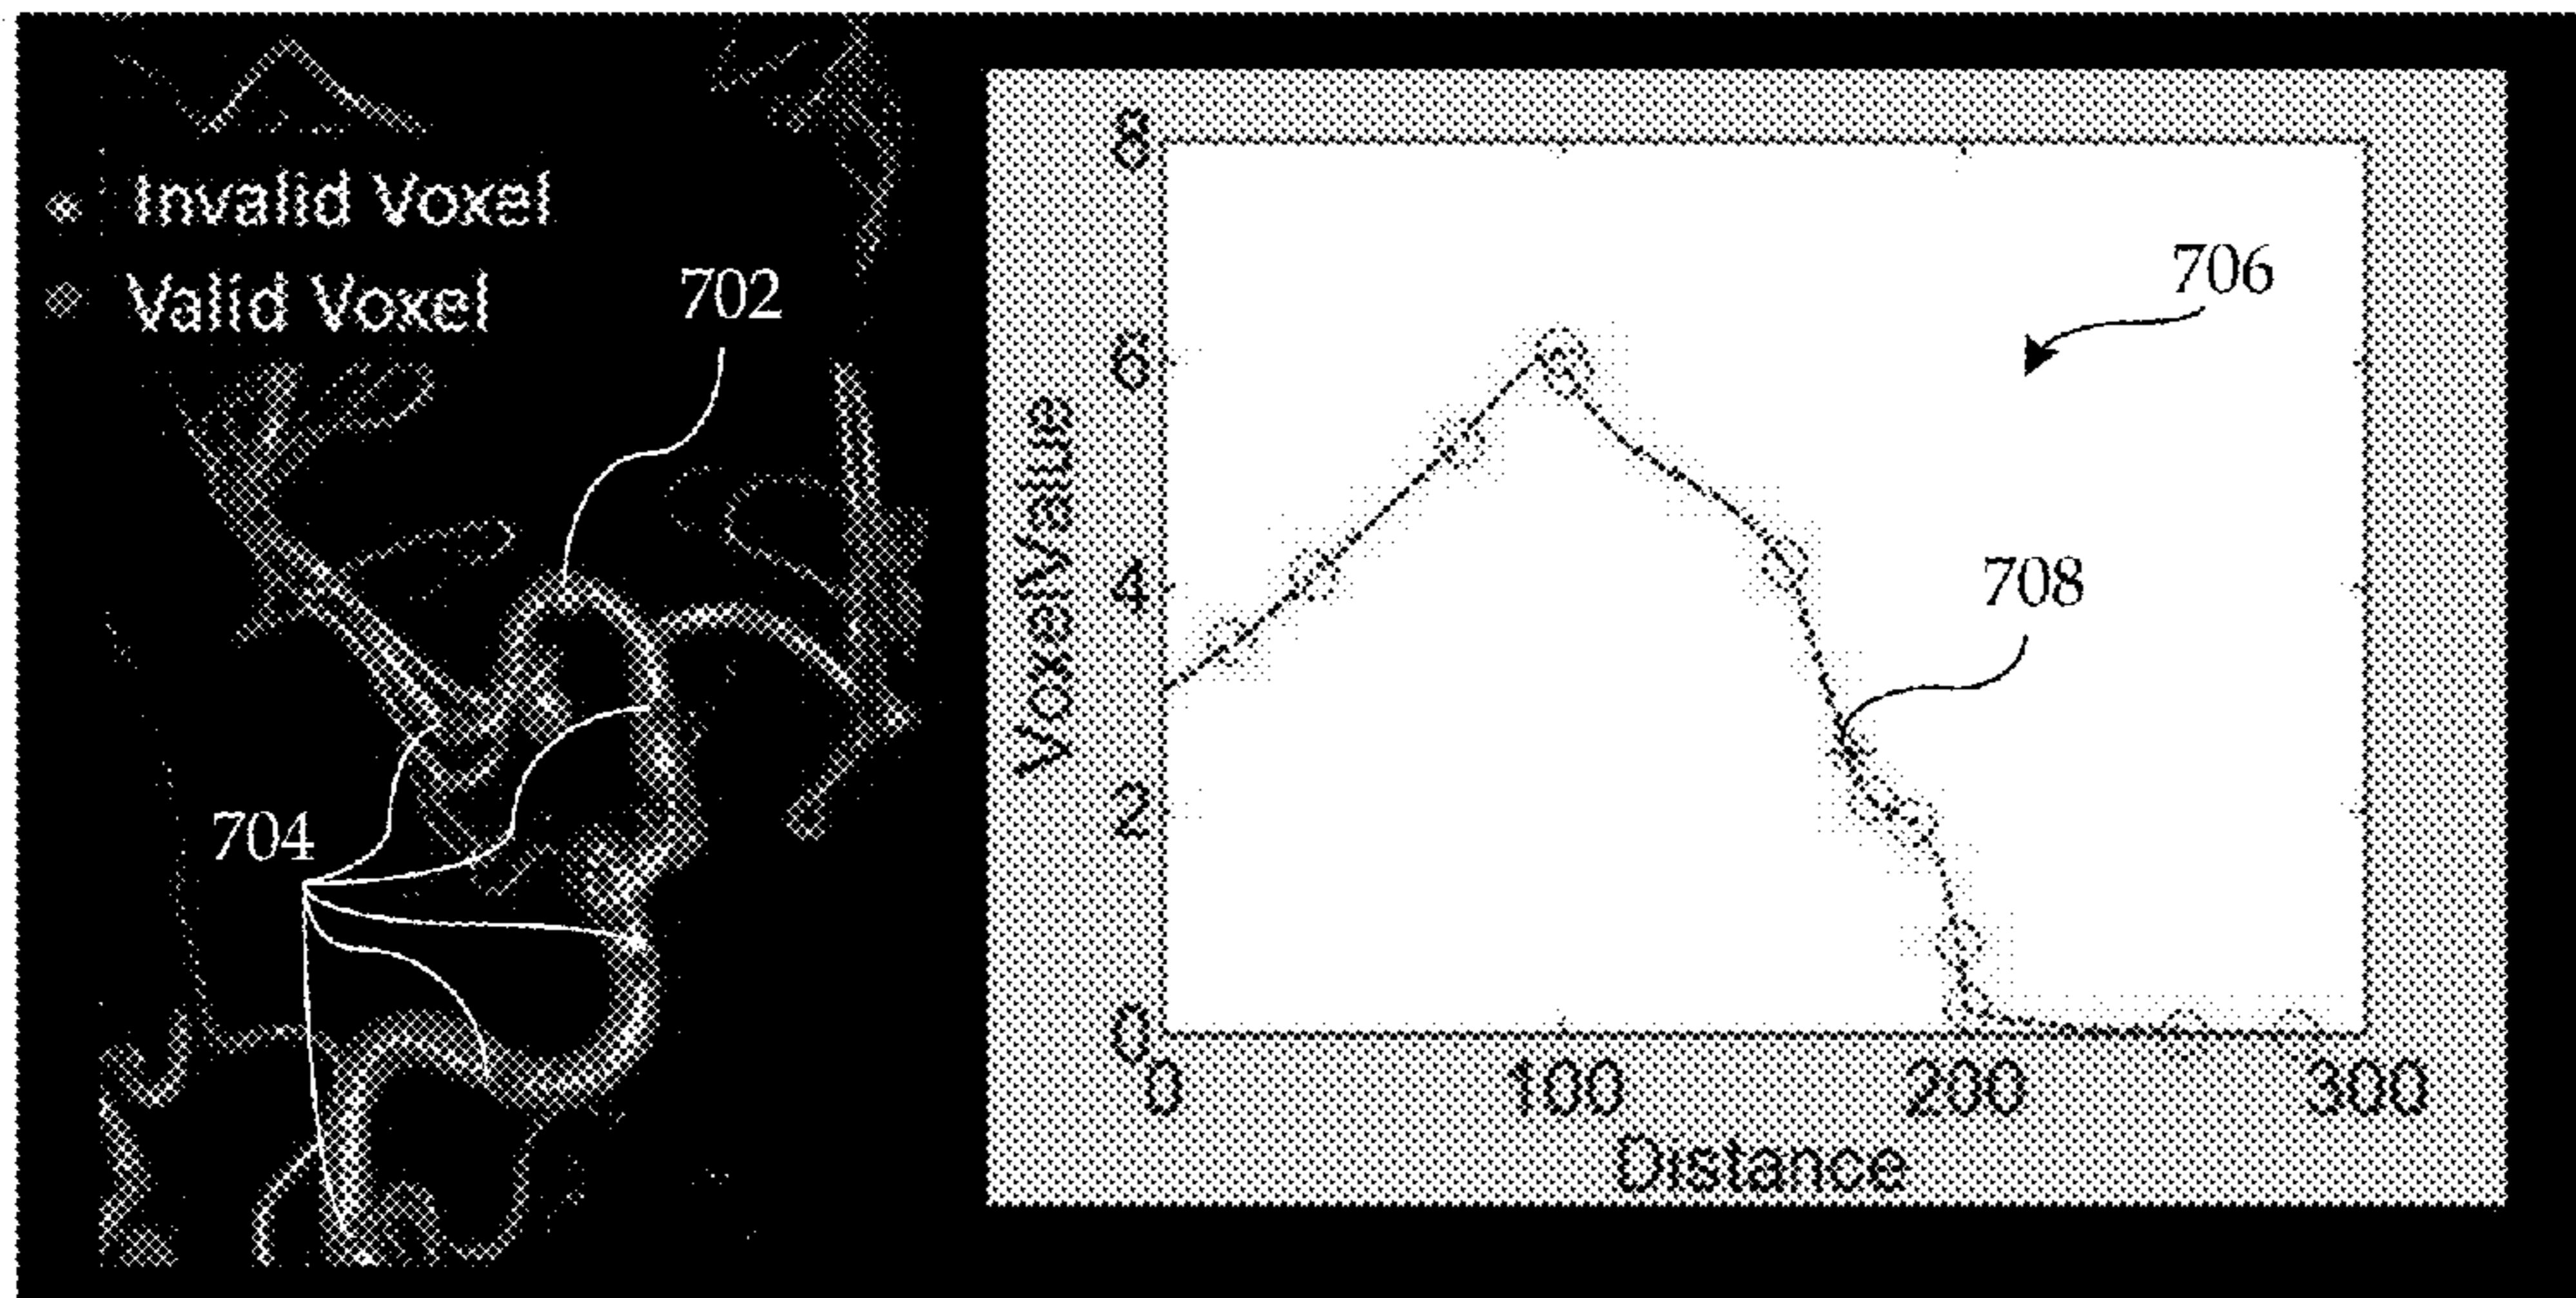 Invalid Voxel
Valid Voxel
702
704
8
6
4
2
0
VoxelValue
706
708
0 100 200 300
Distance